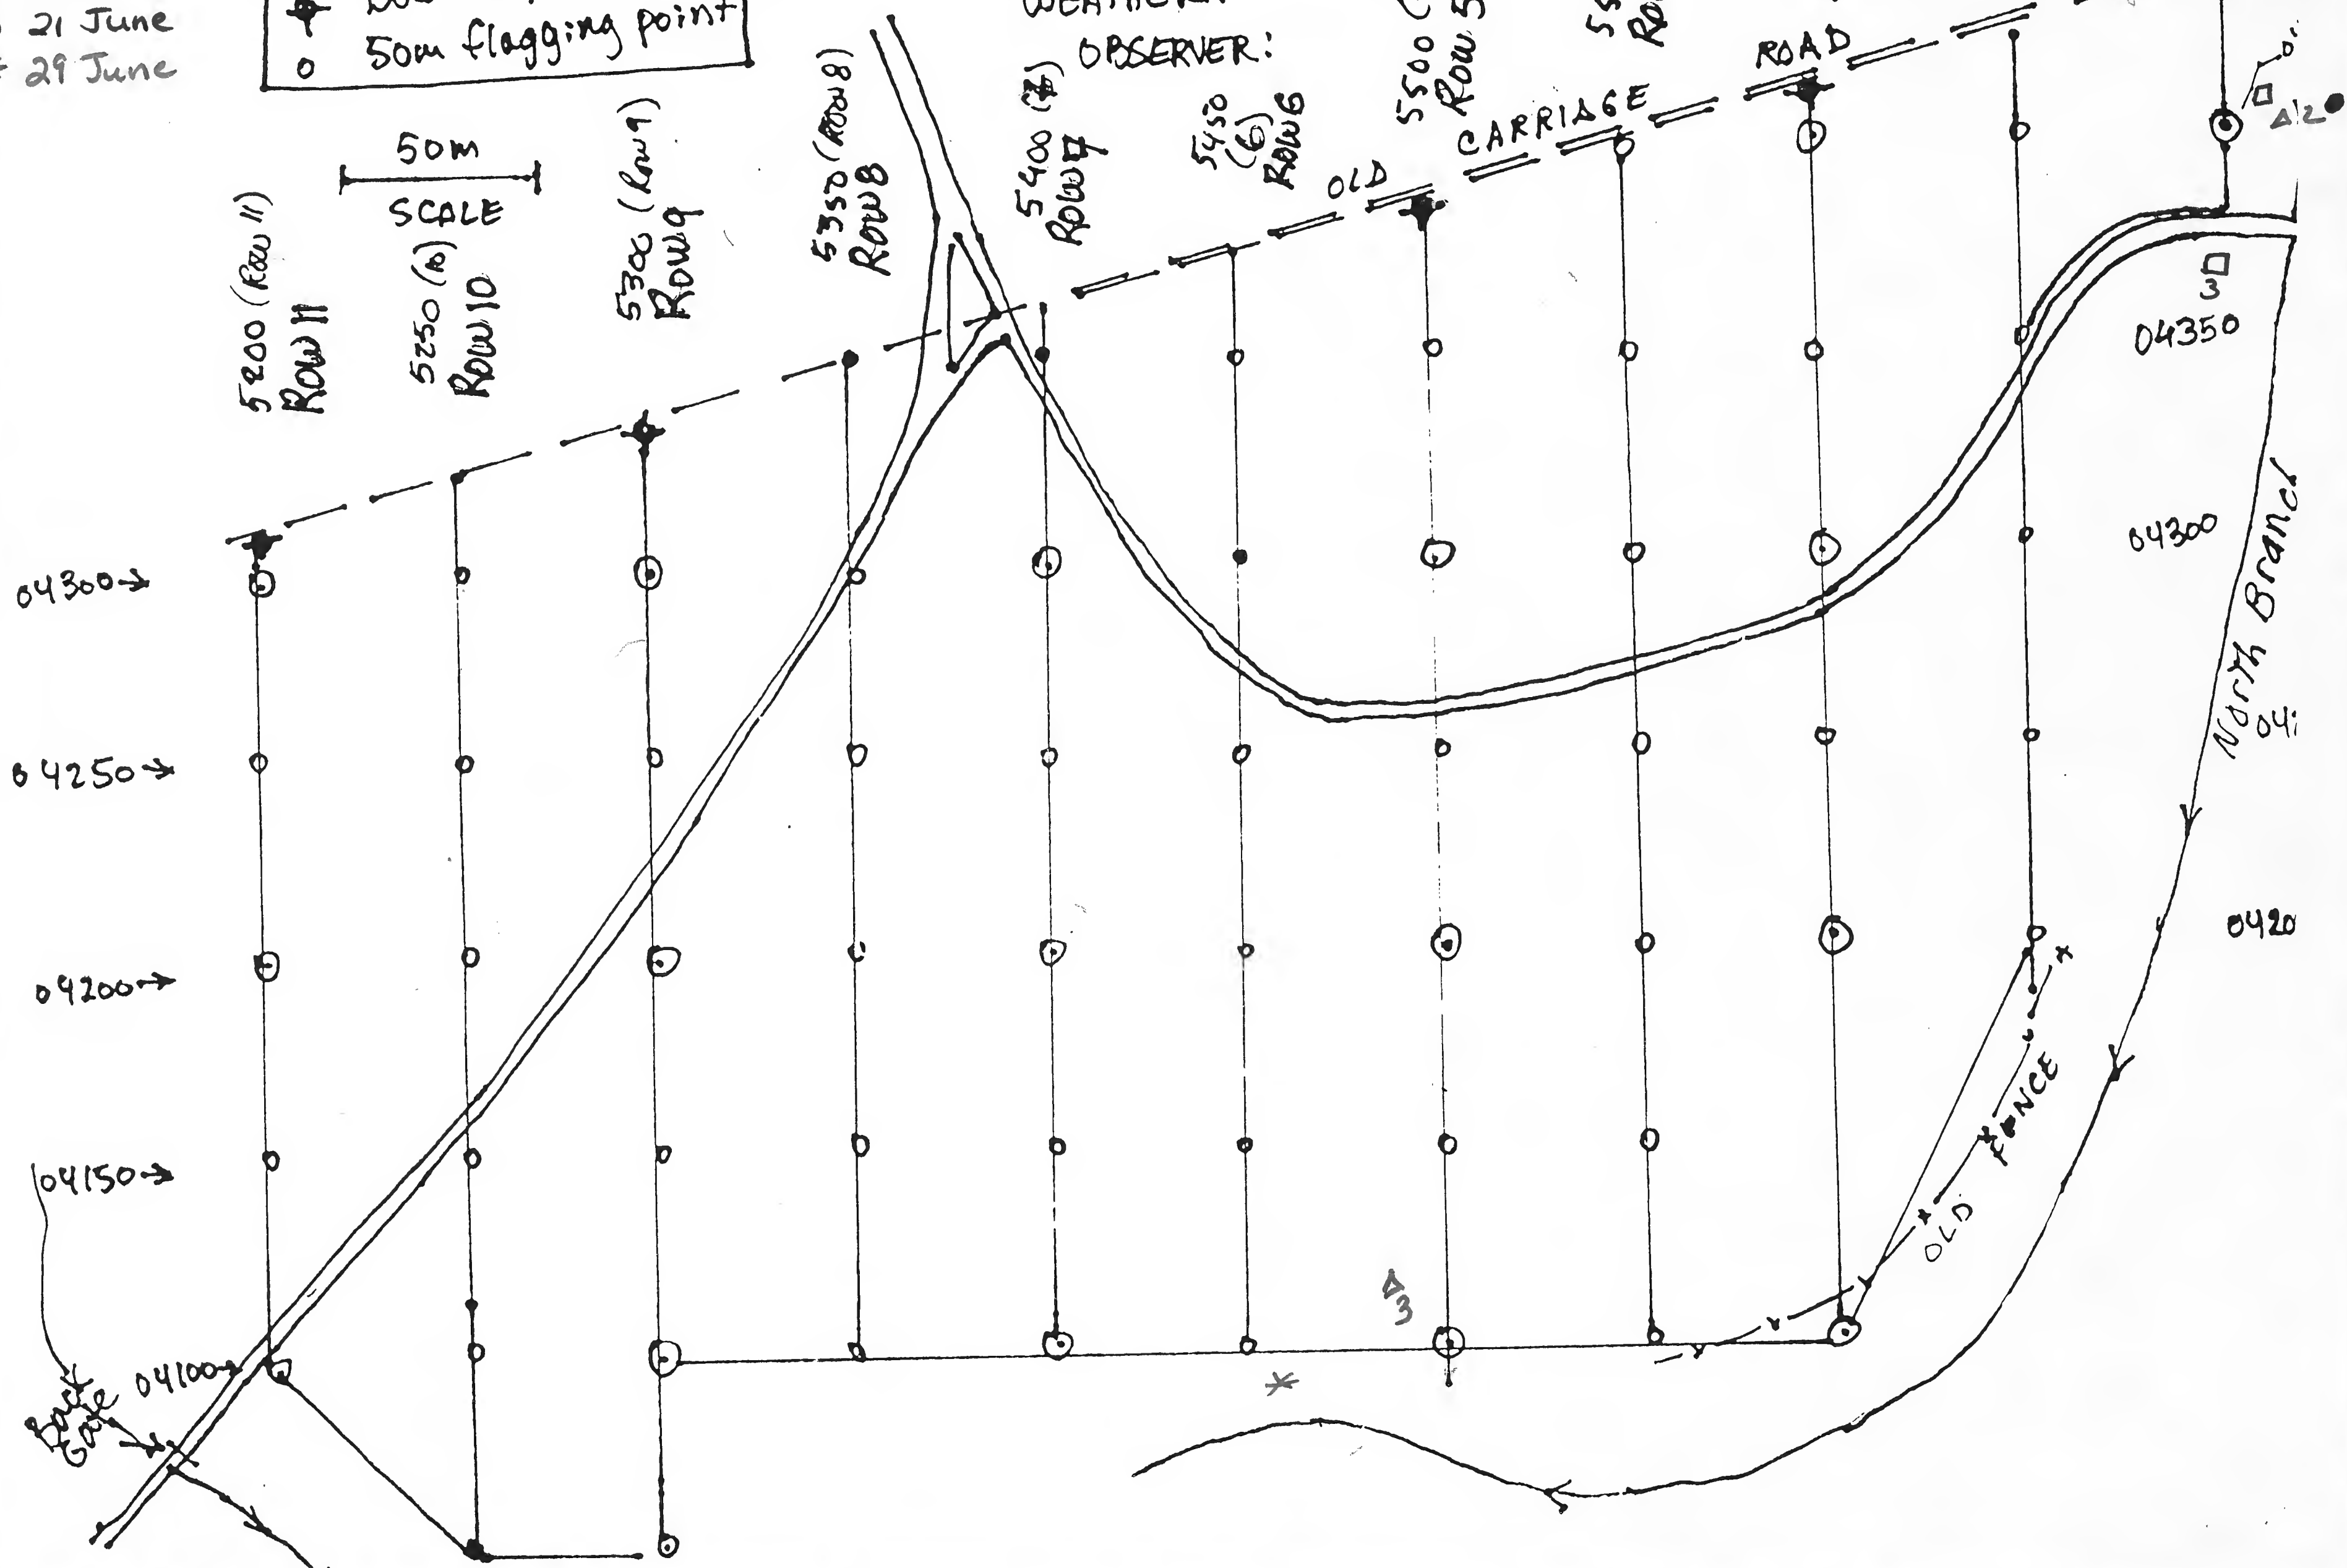 21 June
29 June
50m flagging point
OBSERVER:
50m
SCALE
5200 (Row 11)
ROW 11
5250 (10)
ROW 10
5300 (Row 9)
ROW 9
5350 (ROW 8)
ROW 8
5400
ROW 7
5450
(6)
ROW 6
5500
ROW 5
OLD CARRIAGE ROAD
Δ 2
3
04350
04300
North Branch
0420
04300→
04250→
04200→
04150→
04100→
Gate
Δ
3
OLD FENCE